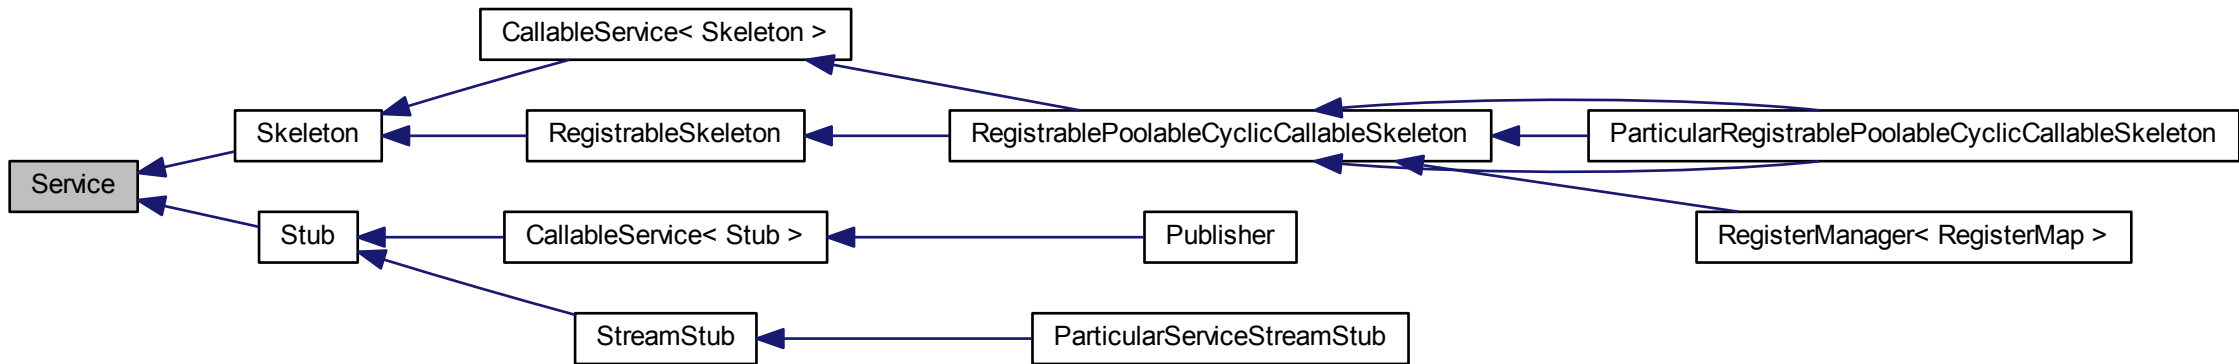 CallableService< Skeleton >
Skeleton
RegistrableSkeleton
RegistrablePoolableCyclicCallableSkeleton
ParticularRegistrablePoolableCyclicCallableSkeleton
Service
Stub
CallableService< Stub >
Publisher
RegisterManager< RegisterMap >
StreamStub
ParticularServiceStreamStub